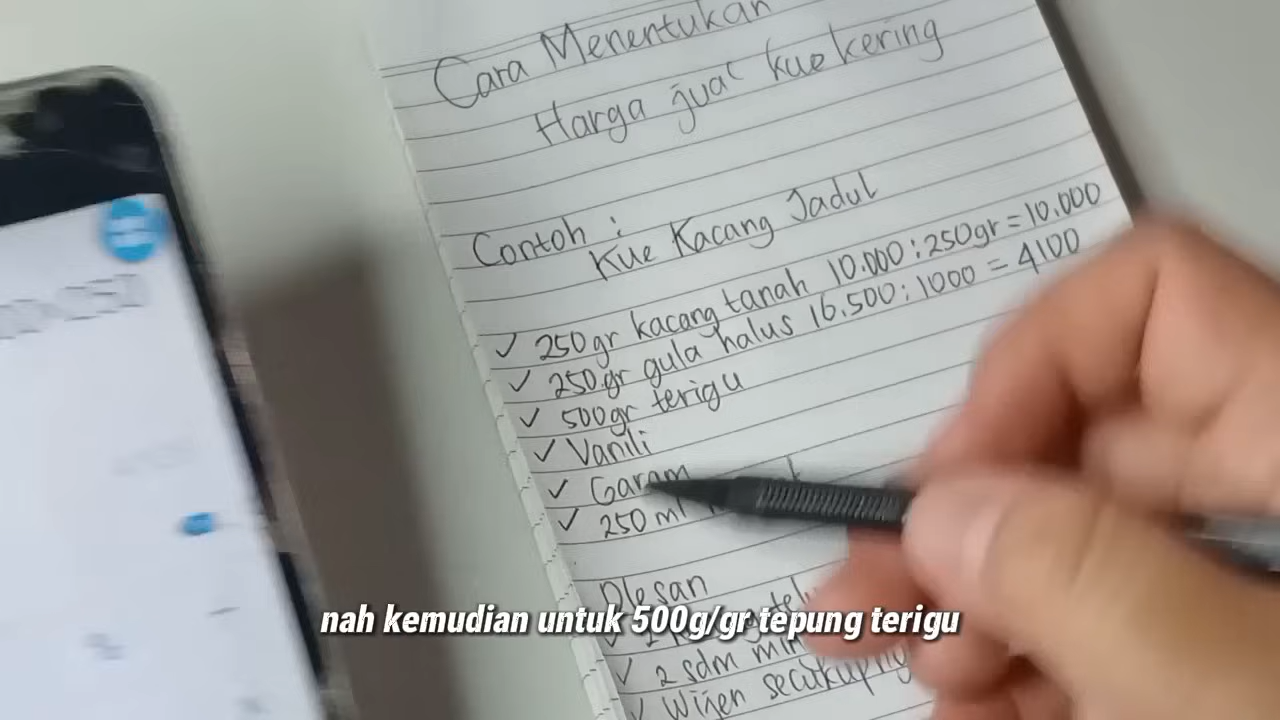 Cara Menentukan
Harga jual kue kering
Contoh :
Kue Kacang Jadul
✓ 250gr kacang tanah 10.000 : 250gr = 10.000
✓ 250gr gula halus 16.500 : 1000 = 4100
✓ 500gr terigu
✓ Vanili
✓ Garam
✓ 250 ml
Olesan
✓ 2
✓ 2 sdm
✓ Wijen
nah kemudian untuk 500g/gr tepung terigu